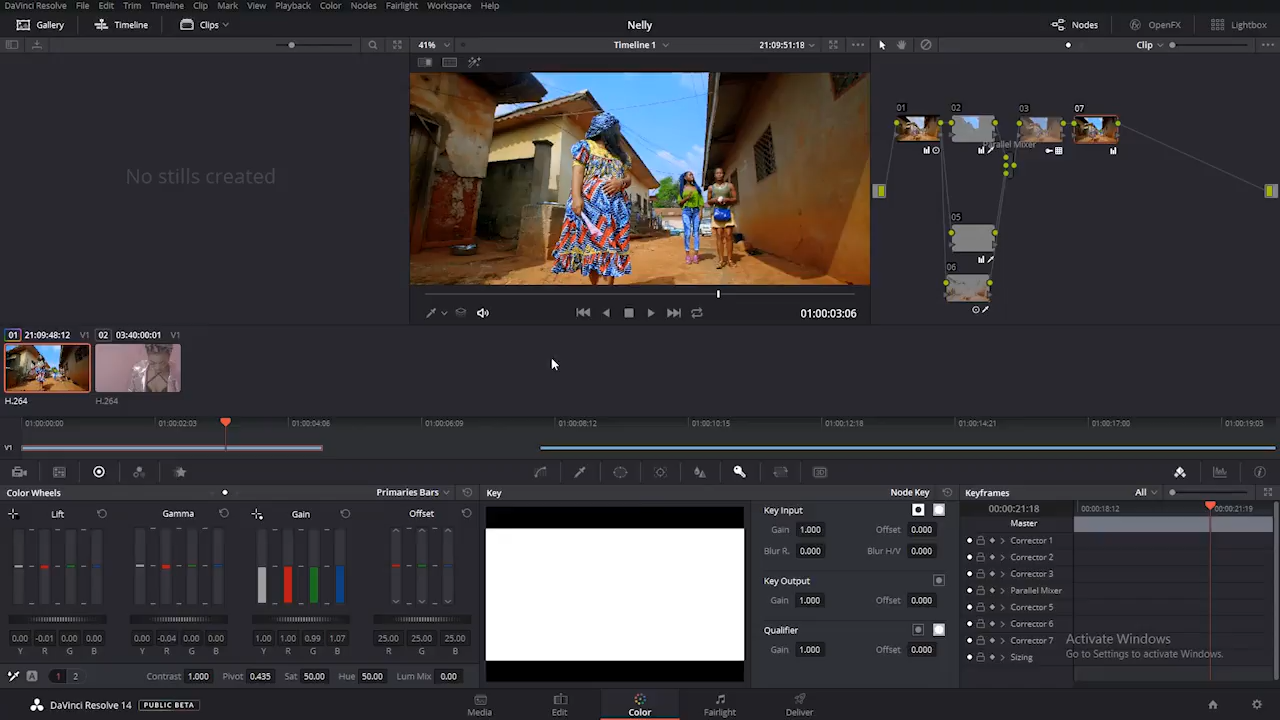 DaVinci Resolve File Edit Trim Timeline Clip Mark View Playback Color Nodes Fairlight Workspace Help
Gallery Timeline Clips Nelly Nodes OpenFX Lightbox
41% Timeline 1 21:09:51:18 Clip
No stills created
01 02 03 07
Parallel Mixer
05
06
01:00:03:06
01 21:09:48:12 V1 02 03:40:00:01 V1
H.264 H.264
01:00:00:00 01:00:02:03 01:00:04:06 01:00:06:09 01:00:08:12 01:00:10:15 01:00:12:18 01:00:14:21 01:00:17:00 01:00:19:03
V1
Color Wheels Primaries Bars Key Node Key Keyframes All
Lift Gamma Gain Offset
Key Input
Gain 1.000 Offset 0.000
Blur R. 0.000 Blur H/V 0.000
Key Output
Gain 1.000 Offset 0.000
Qualifier
Gain 1.000 Offset 0.000
00:00:21:18 00:00:18:12 00:00:21:19
Master
Corrector 1
Corrector 2
Corrector 3
Parallel Mixer
Corrector 5
Corrector 6
Corrector 7
Sizing
0.00 -0.01 0.00 0.00 0.00 -0.04 0.00 0.00 1.00 1.00 0.99 1.07 25.00 25.00 25.00
Y R G B Y R G B Y R G B R G B
A 1 2 Contrast 1.000 Pivot 0.435 Sat 50.00 Hue 50.00 Lum Mix 0.00
Activate Windows
Go to Settings to activate Windows.
DaVinci Resolve 14 PUBLIC BETA Media Edit Color Fairlight Deliver